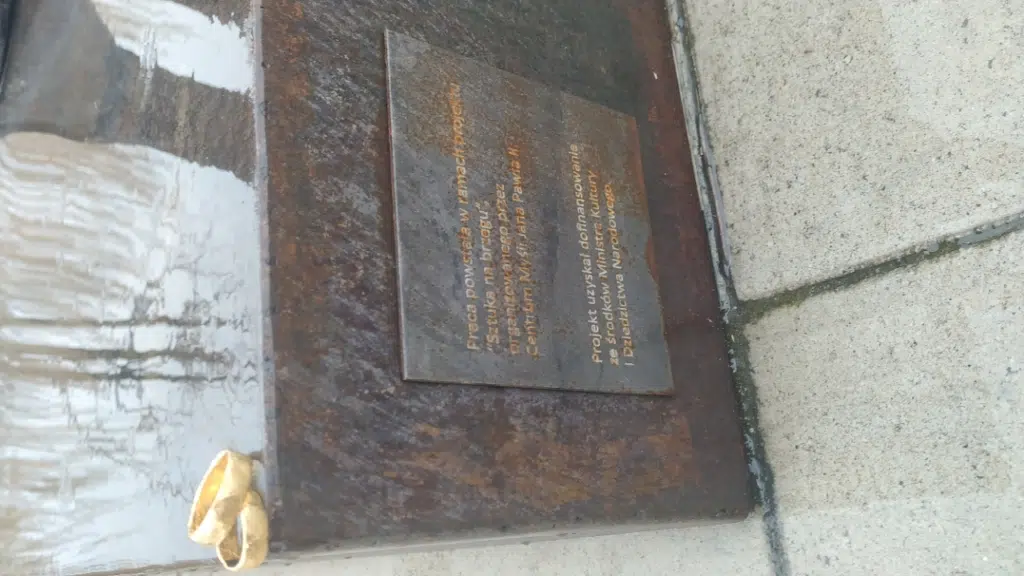 Praca powstała w ramach projektu
"Sztuka na brzegu",
organizowanego przez
Centrum Myśli Jana Pawła II.
Projekt uzyskał dofinansowanie
ze środków Ministra Kultury
i Dziedzictwa Narodowego.